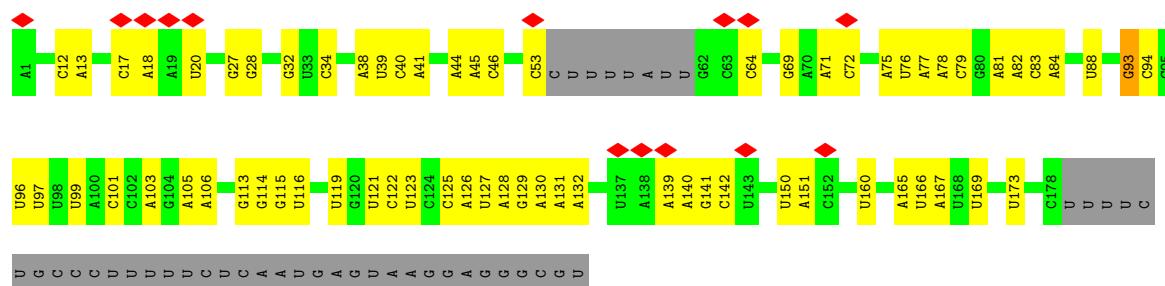 A1 C12 A13 C17 A18 A19 U20 G27 G28 G32 U33 C34 A38 U39 C40 A41 A44 A45 C46 C53 C U U U U A U U G62 C63 C64 G69 A70 A71 C72 A75 U76 A77 A78 C79 G80 A81 A82 C83 A84 U88 G93 C94
U96 U97 U98 U99 A100 C101 C102 A103 G104 A105 A106 G113 G114 G115 U116 U119 G120 U121 C122 U123 C124 C125 A126 U127 A128 G129 A130 A131 A132 U137 A138 A139 A140 G141 C142 U143 U150 A151 C152 U160 A165 U166 A167 U168 U169 U173 C178 U U U U C
U G C C C U U U U U C U C A A U G A G U A A G G A G G G C G U